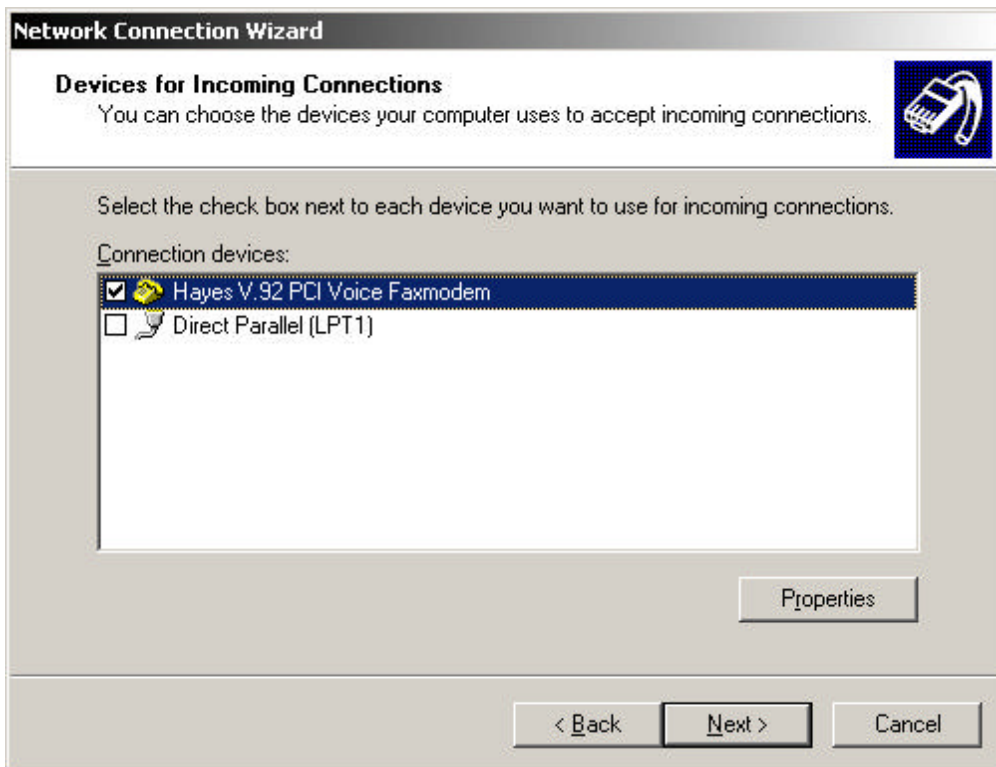 Network Connection Wizard
Devices for Incoming Connections
You can choose the devices your computer uses to accept incoming connections.
Select the check box next to each device you want to use for incoming connections.
Connection devices:
Hayes V.92 PCI Voice Faxmodem
Direct Parallel (LPT1)
Properties
< Back Next > Cancel